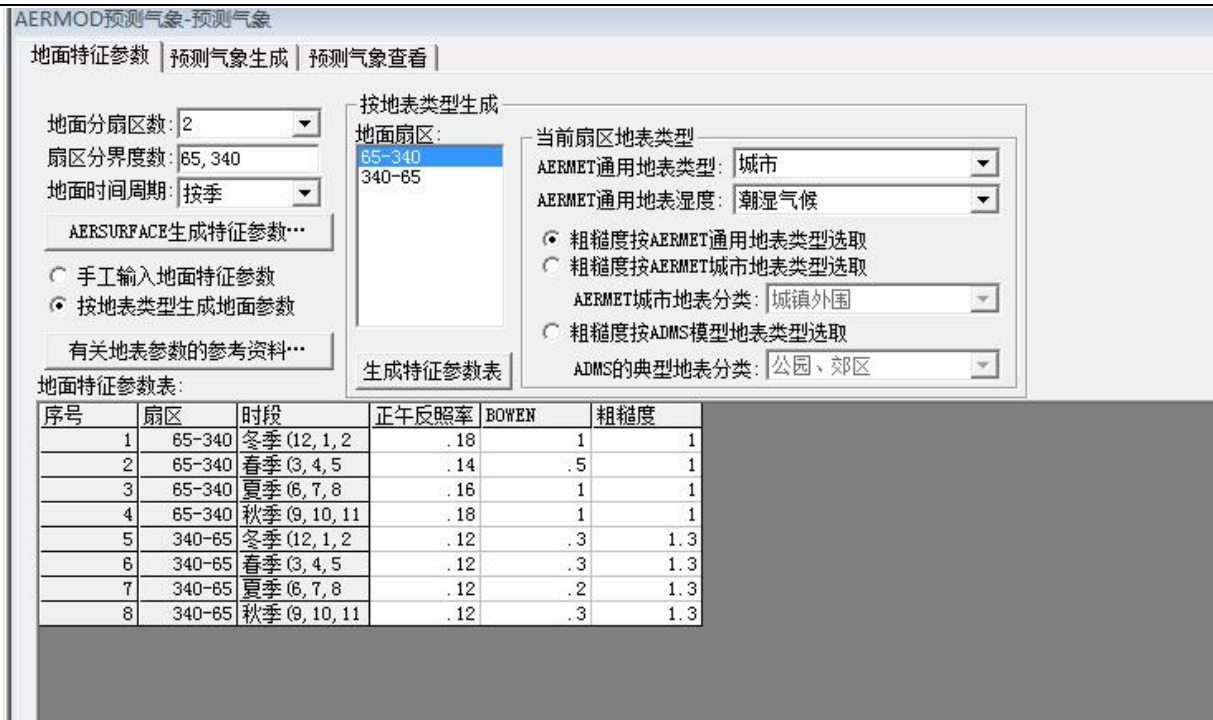 AERMOD预测气象-预测气象
地面特征参数 预测气象生成 预测气象查看
地面分扇区数: 2
扇区分界度数: 65, 340
地面时间周期: 按季
AERSURFACE生成特征参数…
手工输入地面特征参数
按地表类型生成地面参数
有关地表参数的参考资料…
按地表类型生成
地面扇区:
65-340
340-65
生成特征参数表
当前扇区地表类型
AERMET通用地表类型: 城市
AERMET通用地表湿度: 潮湿气候
粗糙度按AERMET通用地表类型选取
粗糙度按AERMET城市地表类型选取
AERMET城市地表分类: 城镇外围
粗糙度按ADMS模型地表类型选取
ADMS的典型地表分类: 公园、郊区
地面特征参数表:
序号 扇区 时段 正午反照率 BOWEN 粗糙度
1 65-340 冬季(12,1,2 .18 1 1
2 65-340 春季(3,4,5 .14 .5 1
3 65-340 夏季(6,7,8 .16 1 1
4 65-340 秋季(9,10,11 .18 1 1
5 340-65 冬季(12,1,2 .12 .3 1.3
6 340-65 春季(3,4,5 .12 .3 1.3
7 340-65 夏季(6,7,8 .12 .2 1.3
8 340-65 秋季(9,10,11 .12 .3 1.3